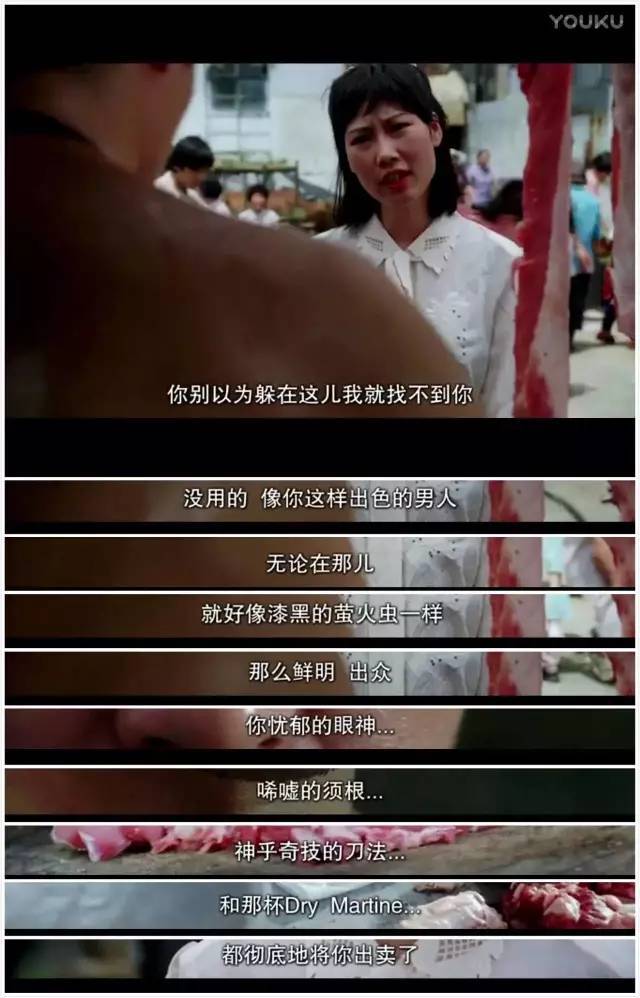 YOUKU
你别以为躲在这儿我就找不到你
没用的 像你这样出色的男人
无论在那儿
就好像漆黑的萤火虫一样
那么鲜明 出众
你忧郁的眼神...
唏嘘的须根...
神乎奇技的刀法...
和那杯Dry Martine...
都彻底地将你出卖了